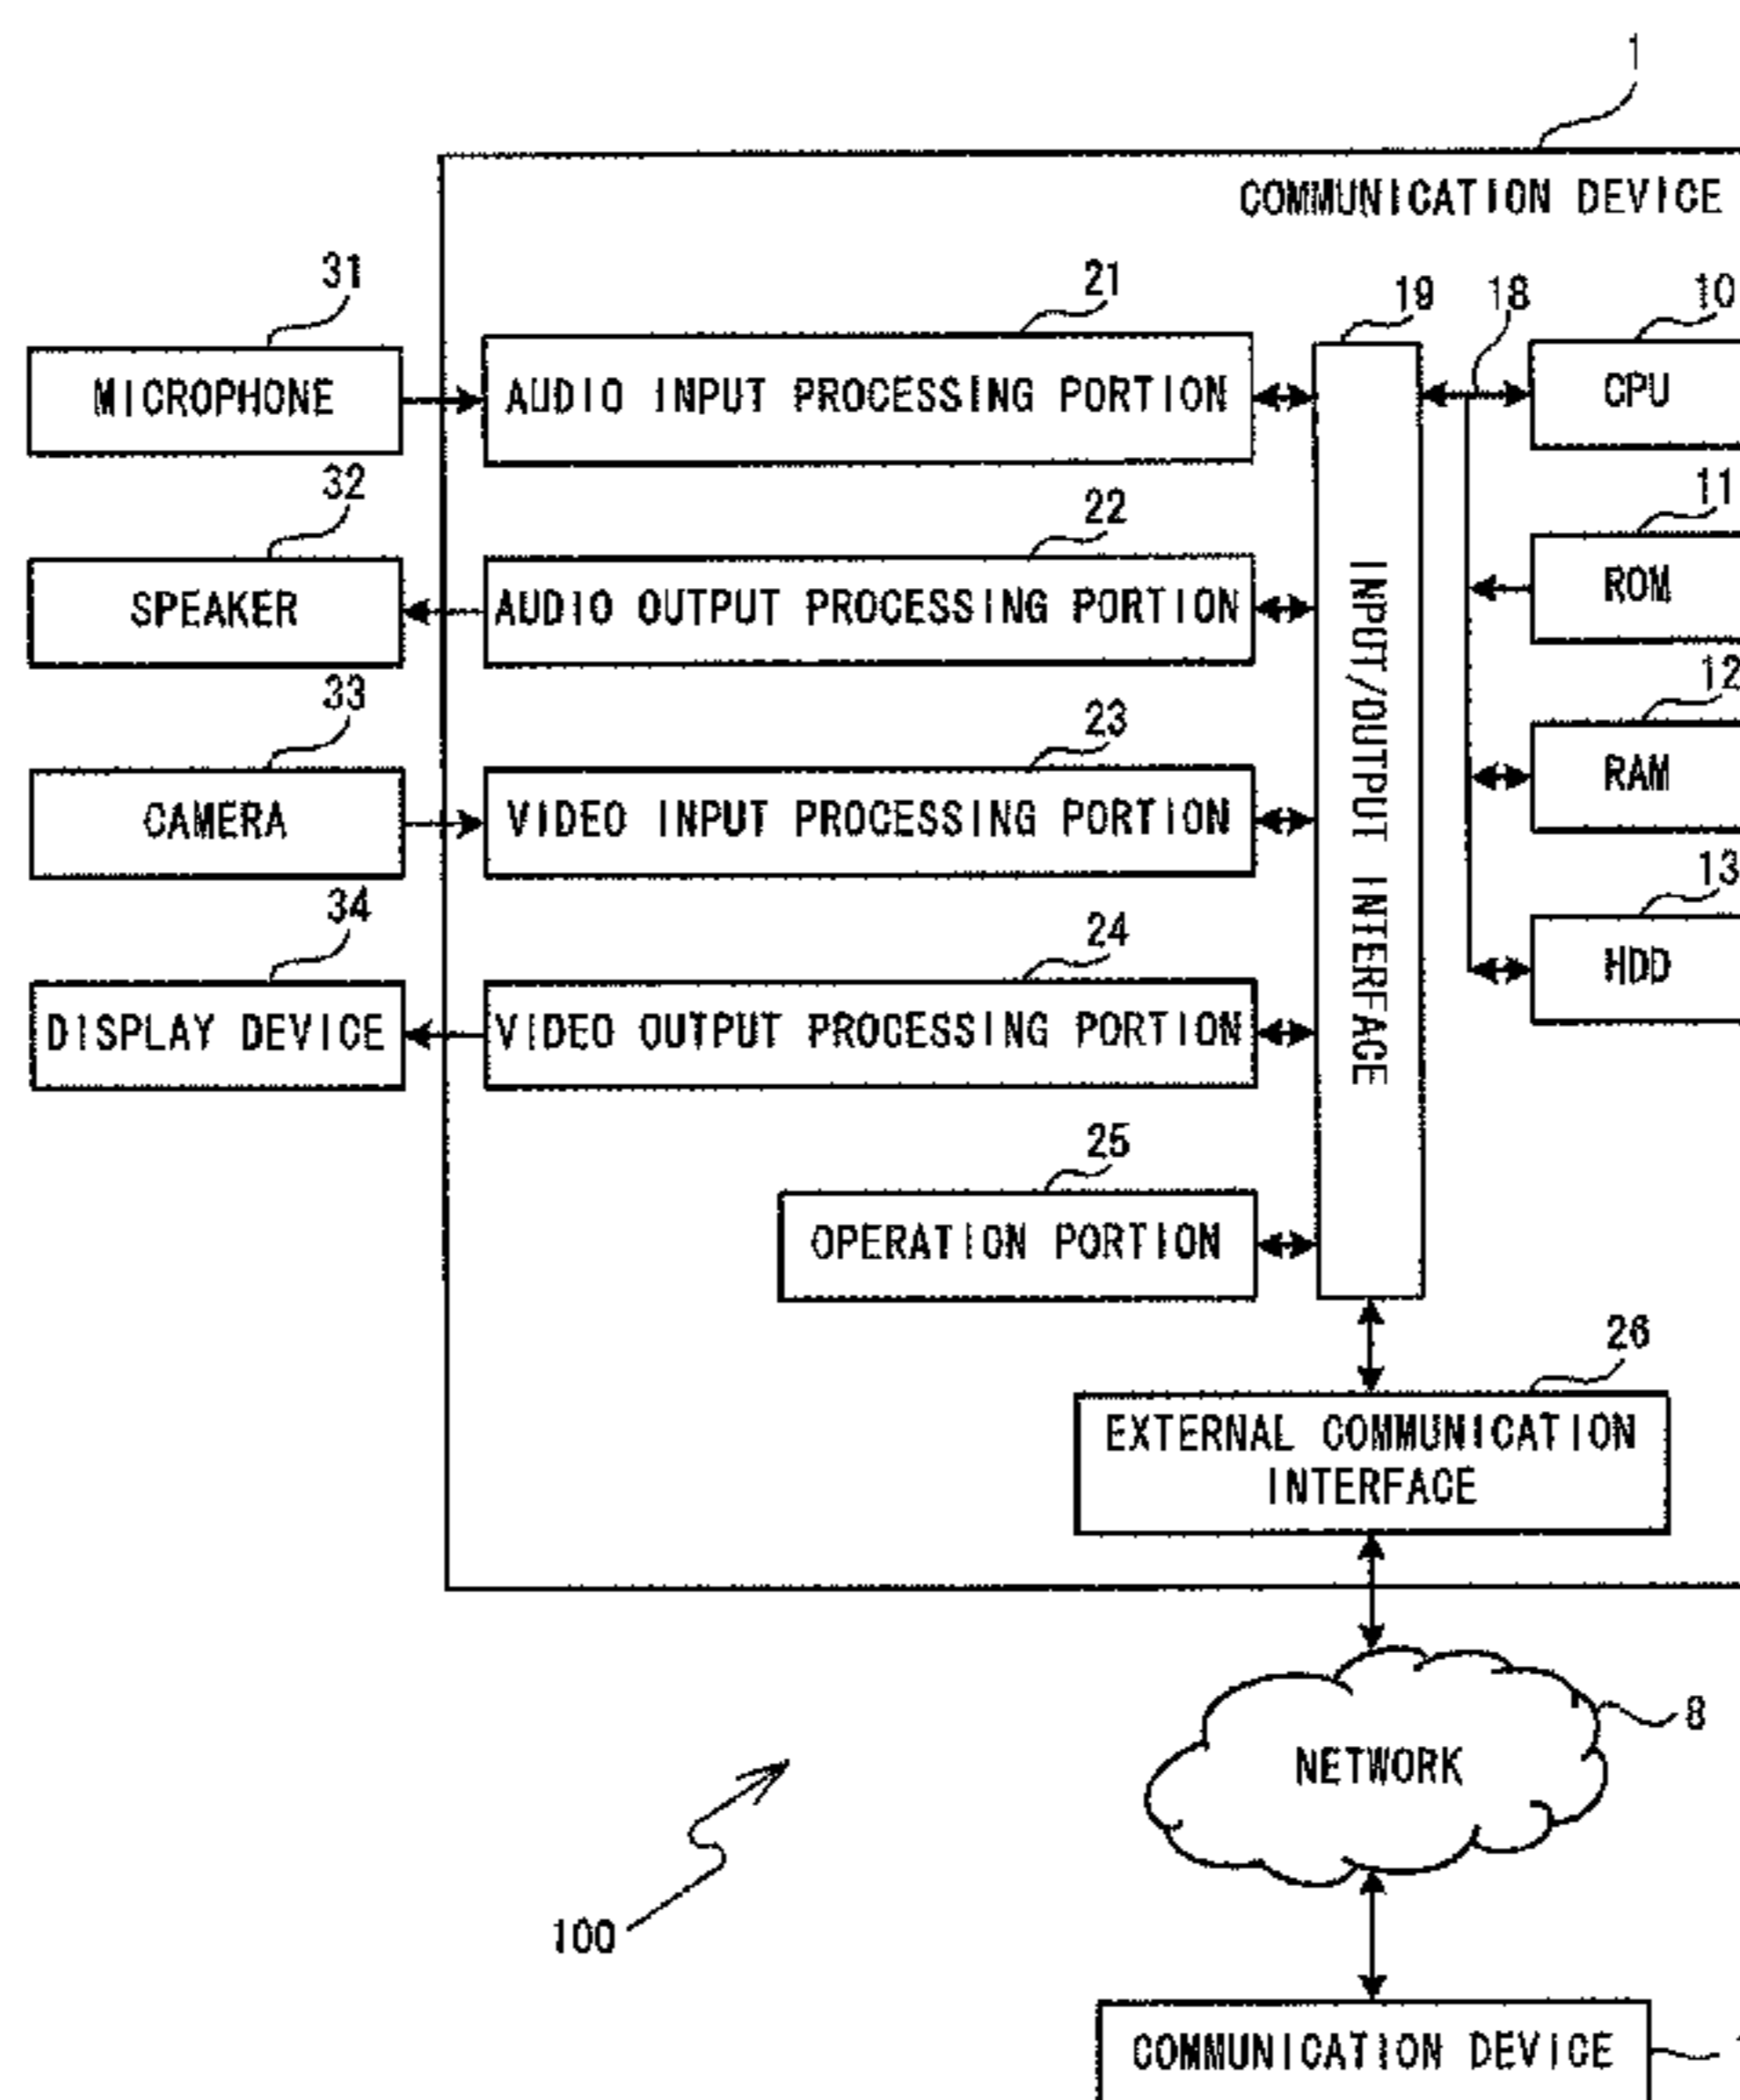 1
COMMUNICATION DEVICE
31
21
19
18
10
MICROPHONE
AUDIO INPUT PROCESSING PORTION
CPU
32
22
11
SPEAKER
AUDIO OUTPUT PROCESSING PORTION
INPUT/OUTPUT INTERFACE
ROM
33
23
12
CAMERA
VIDEO INPUT PROCESSING PORTION
RAM
34
24
13
DISPLAY DEVICE
VIDEO OUTPUT PROCESSING PORTION
HDD
25
OPERATION PORTION
26
EXTERNAL COMMUNICATION
INTERFACE
8
NETWORK
100
COMMUNICATION DEVICE